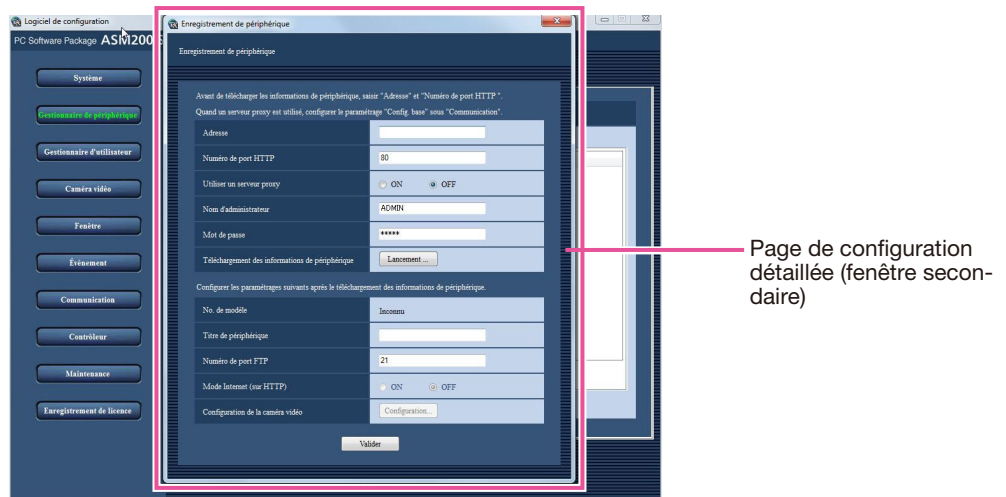 Logiciel de configuration
PC Software Package ASM200
Système
Gestionnaire de périphérique
Gestionnaire d'utilisateur
Caméra vidéo
Fenêtre
Évènement
Communication
Contrôleur
Maintenance
Enregistrement de licence
Enregistrement de périphérique
Enregistrement de périphérique
Avant de télécharger les informations de périphérique, saisir "Adresse" et "Numéro de port HTTP ".
Quand un serveur proxy est utilisé, configurer le paramétrage "Config. base" sous "Communication".
Adresse
Numéro de port HTTP 80
Utiliser un serveur proxy ON OFF
Nom d'administrateur ADMIN
Mot de passe *****
Téléchargement des informations de périphérique Lancement ...
Configurer les paramétrages suivants après le téléchargement des informations de périphérique.
No. de modèle Inconnu
Titre de périphérique
Numéro de port FTP 21
Mode Internet (sur HTTP) ON OFF
Configuration de la caméra vidéo Configuration...
Valider
Page de configuration
détaillée (fenêtre secon-
daire)